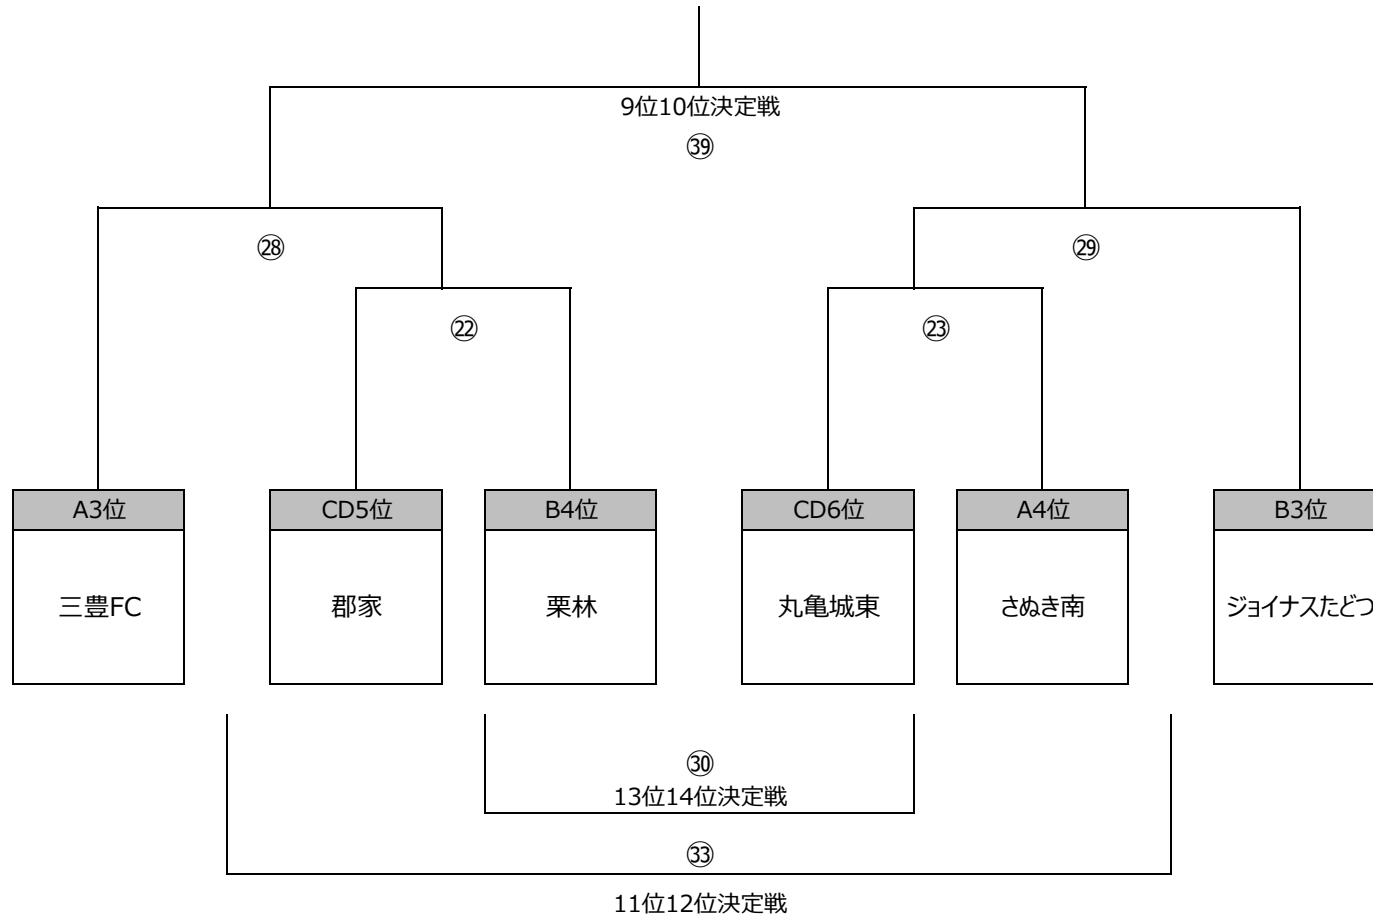 9位10位決定戦
㊴
㉘
㉙
㉒
㉓
A3位
CD5位
B4位
CD6位
A4位
B3位
三豊FC
郡家
栗林
丸亀城東
さぬき南
ジョイナスたどつ
㉚
13位14位決定戦
㉝
11位12位決定戦